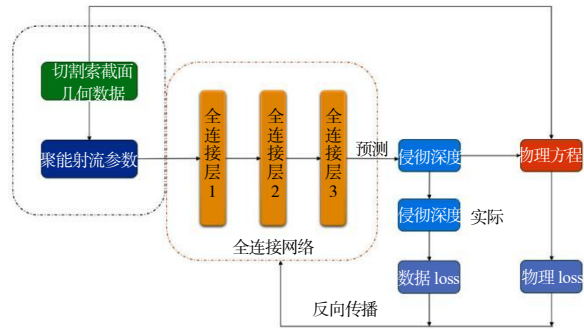 切割索截面
几何数据
聚能射流参数
全连接层1
全连接层2
全连接层3
全连接网络
预测
侵彻深度
物理方程
侵彻深度
实际
数据 loss
物理 loss
反向传播